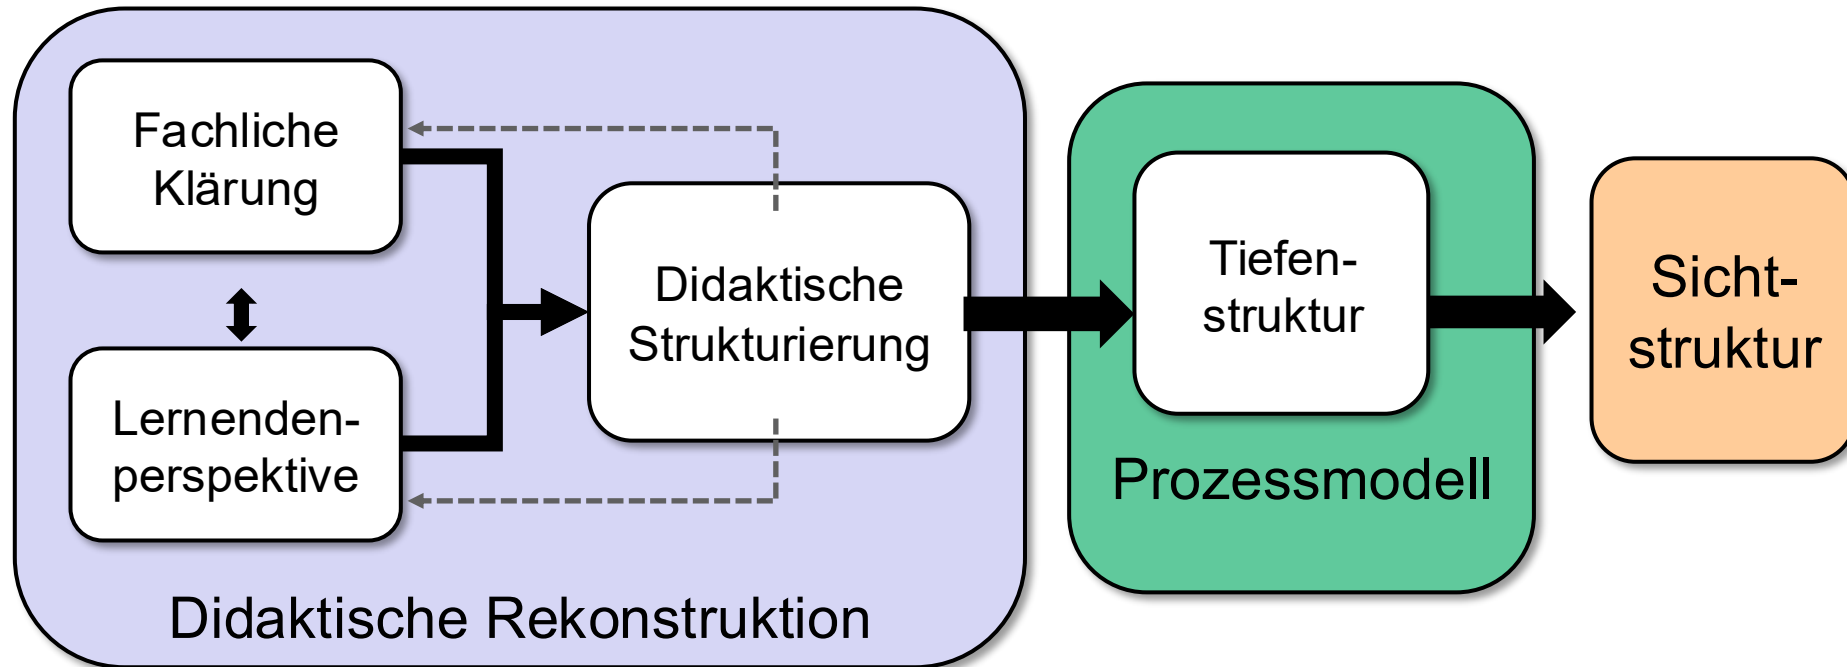 Fachliche
Klärung
Lernenden-
perspektive
Didaktische
Strukturierung
Didaktische Rekonstruktion
Tiefen-
struktur
Prozessmodell
Sicht-
struktur